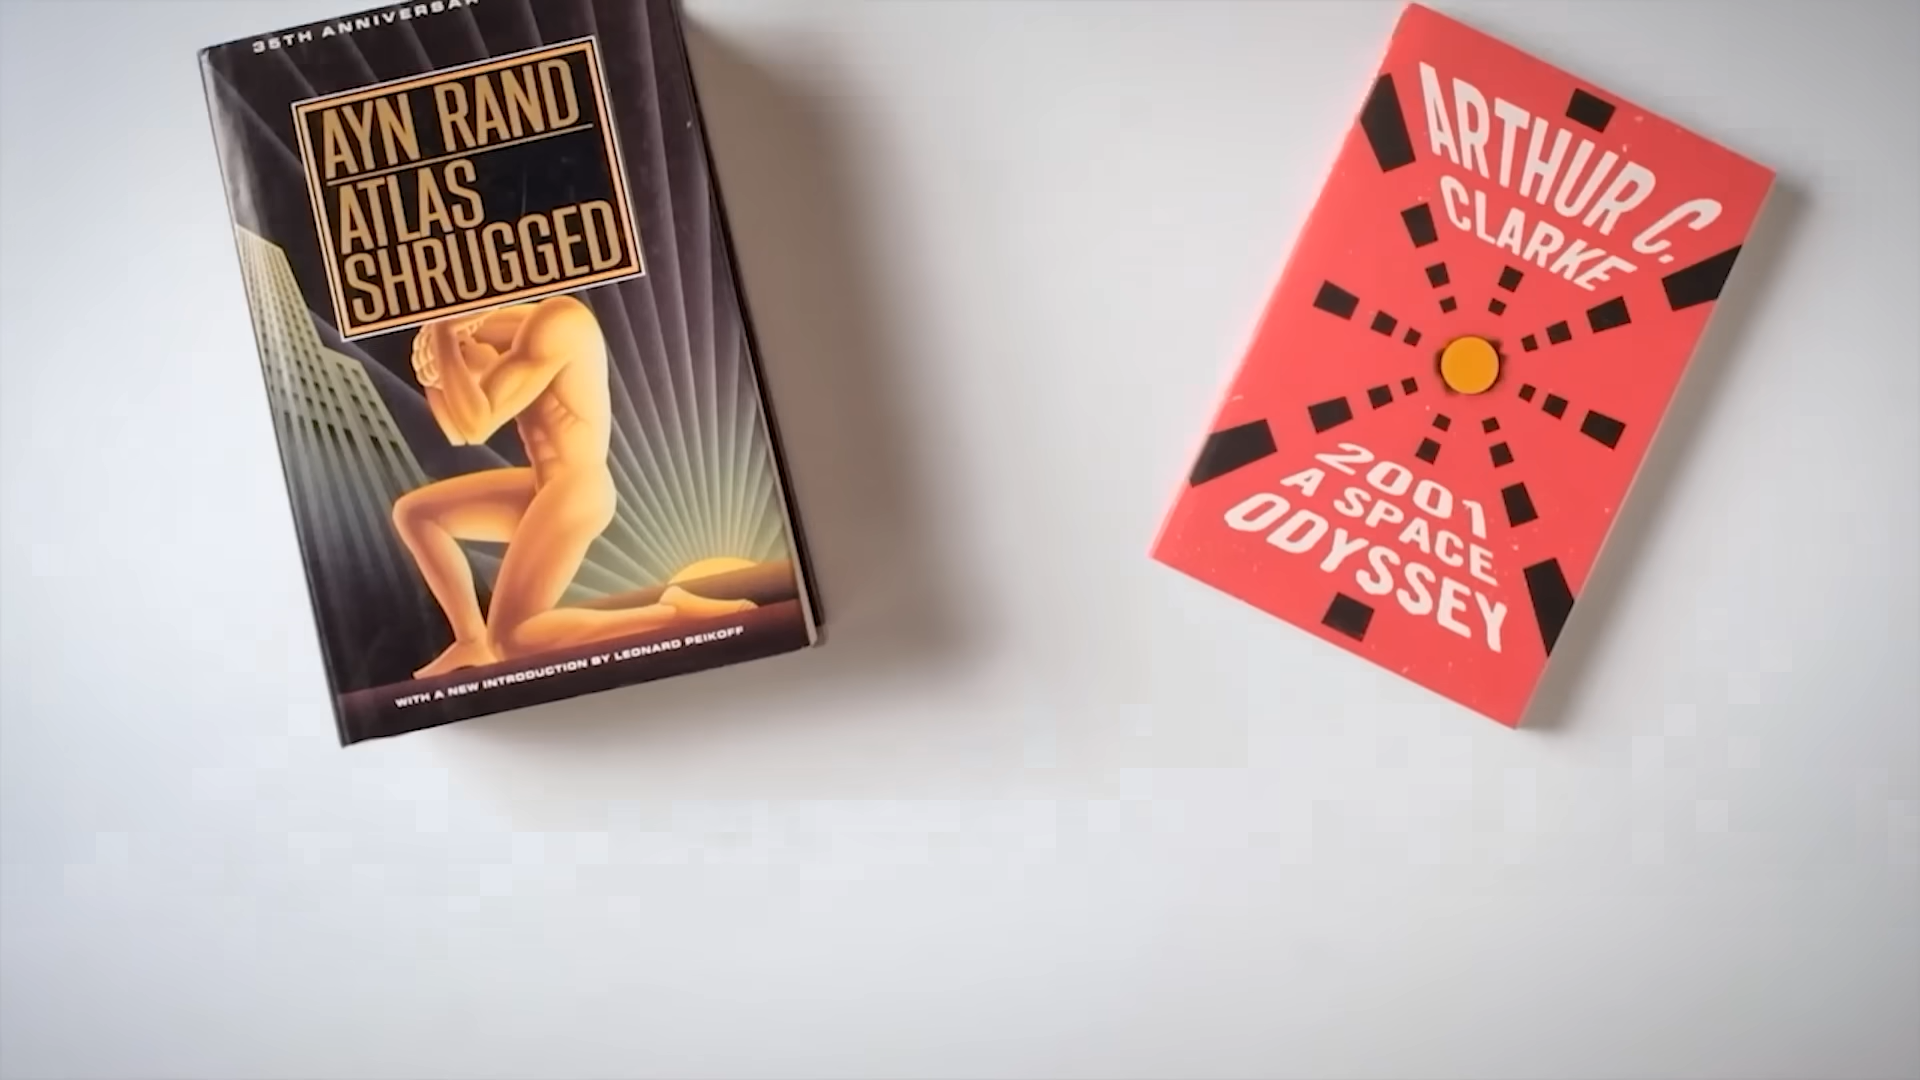 35TH ANNIVERSAR
AYN RAND
ATLAS
SHRUGGED
WITH A NEW INTRODUCTION BY LEONARD PEIKOFF
ARTHUR C.
CLARKE
2001
A SPACE
ODYSSEY